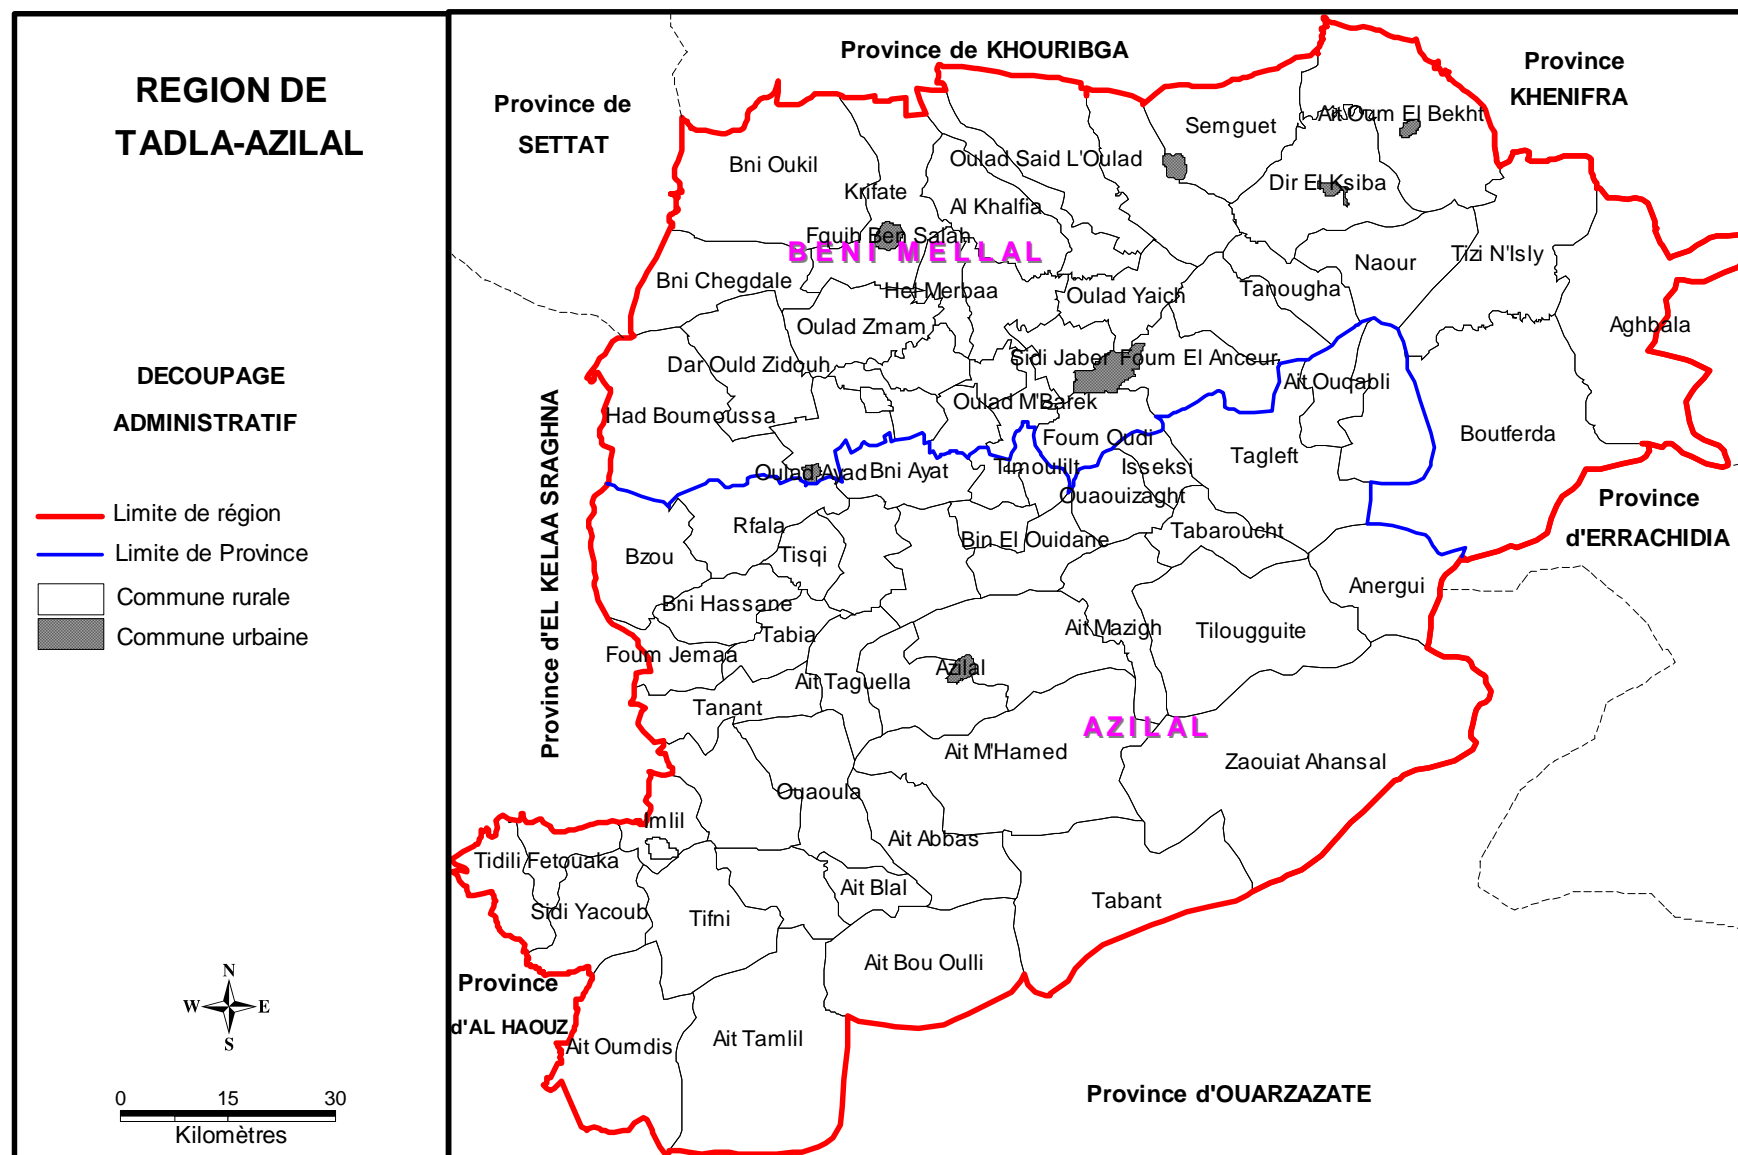 REGION DE
TADLA-AZILAL
DECOUPAGE
ADMINISTRATIF
Limite de région
Limite de Province
Commune rurale
Commune urbaine
N
W E
S
0 15 30
Kilomètres
Province de KHOURIBGA
Province de
SETTAT
Province
KHENIFRA
Province d'EL KELAA SRAGHNA
Province
d'ERRACHIDIA
Province
d'AL HAOUZ
Province d'OUARZAZATE
BENI MELLAL
AZILAL
Ait Oum El Bekht
Semguet
Oulad Said L'Oulad
Bni Oukil
Dir El Ksiba
Krifate
Al Khalfia
Fquih Ben Salah
Tizi N'Isly
Naour
Bni Chegdale
Hel Merbaa
Oulad Yaich
Tanougha
Oulad Zmam
Aghbala
Dar Ould Zidouh
Sidi Jaber
Foum El Anceur
Ait Ouqabli
Oulad M'Barek
Had Boumoussa
Foum Oudi
Boutferda
Tagleft
Oulad Ayad
Bni Ayat
Timoulilt
Isseksi
Ouaouizaght
Rfala
Bin El Ouidane
Tabaroucht
Bzou
Tisqi
Anergui
Bni Hassane
Tabia
Ait Mazigh
Tilougguite
Foum Jemaa
Azilal
Ait Taguella
Tanant
Ait M'Hamed
Zaouiat Ahansal
Ouaoula
Imlil
Ait Abbas
Tidili Fetouaka
Ait Blal
Tabant
Sidi Yacoub
Tifni
Ait Bou Oulli
Ait Oumdis
Ait Tamlil